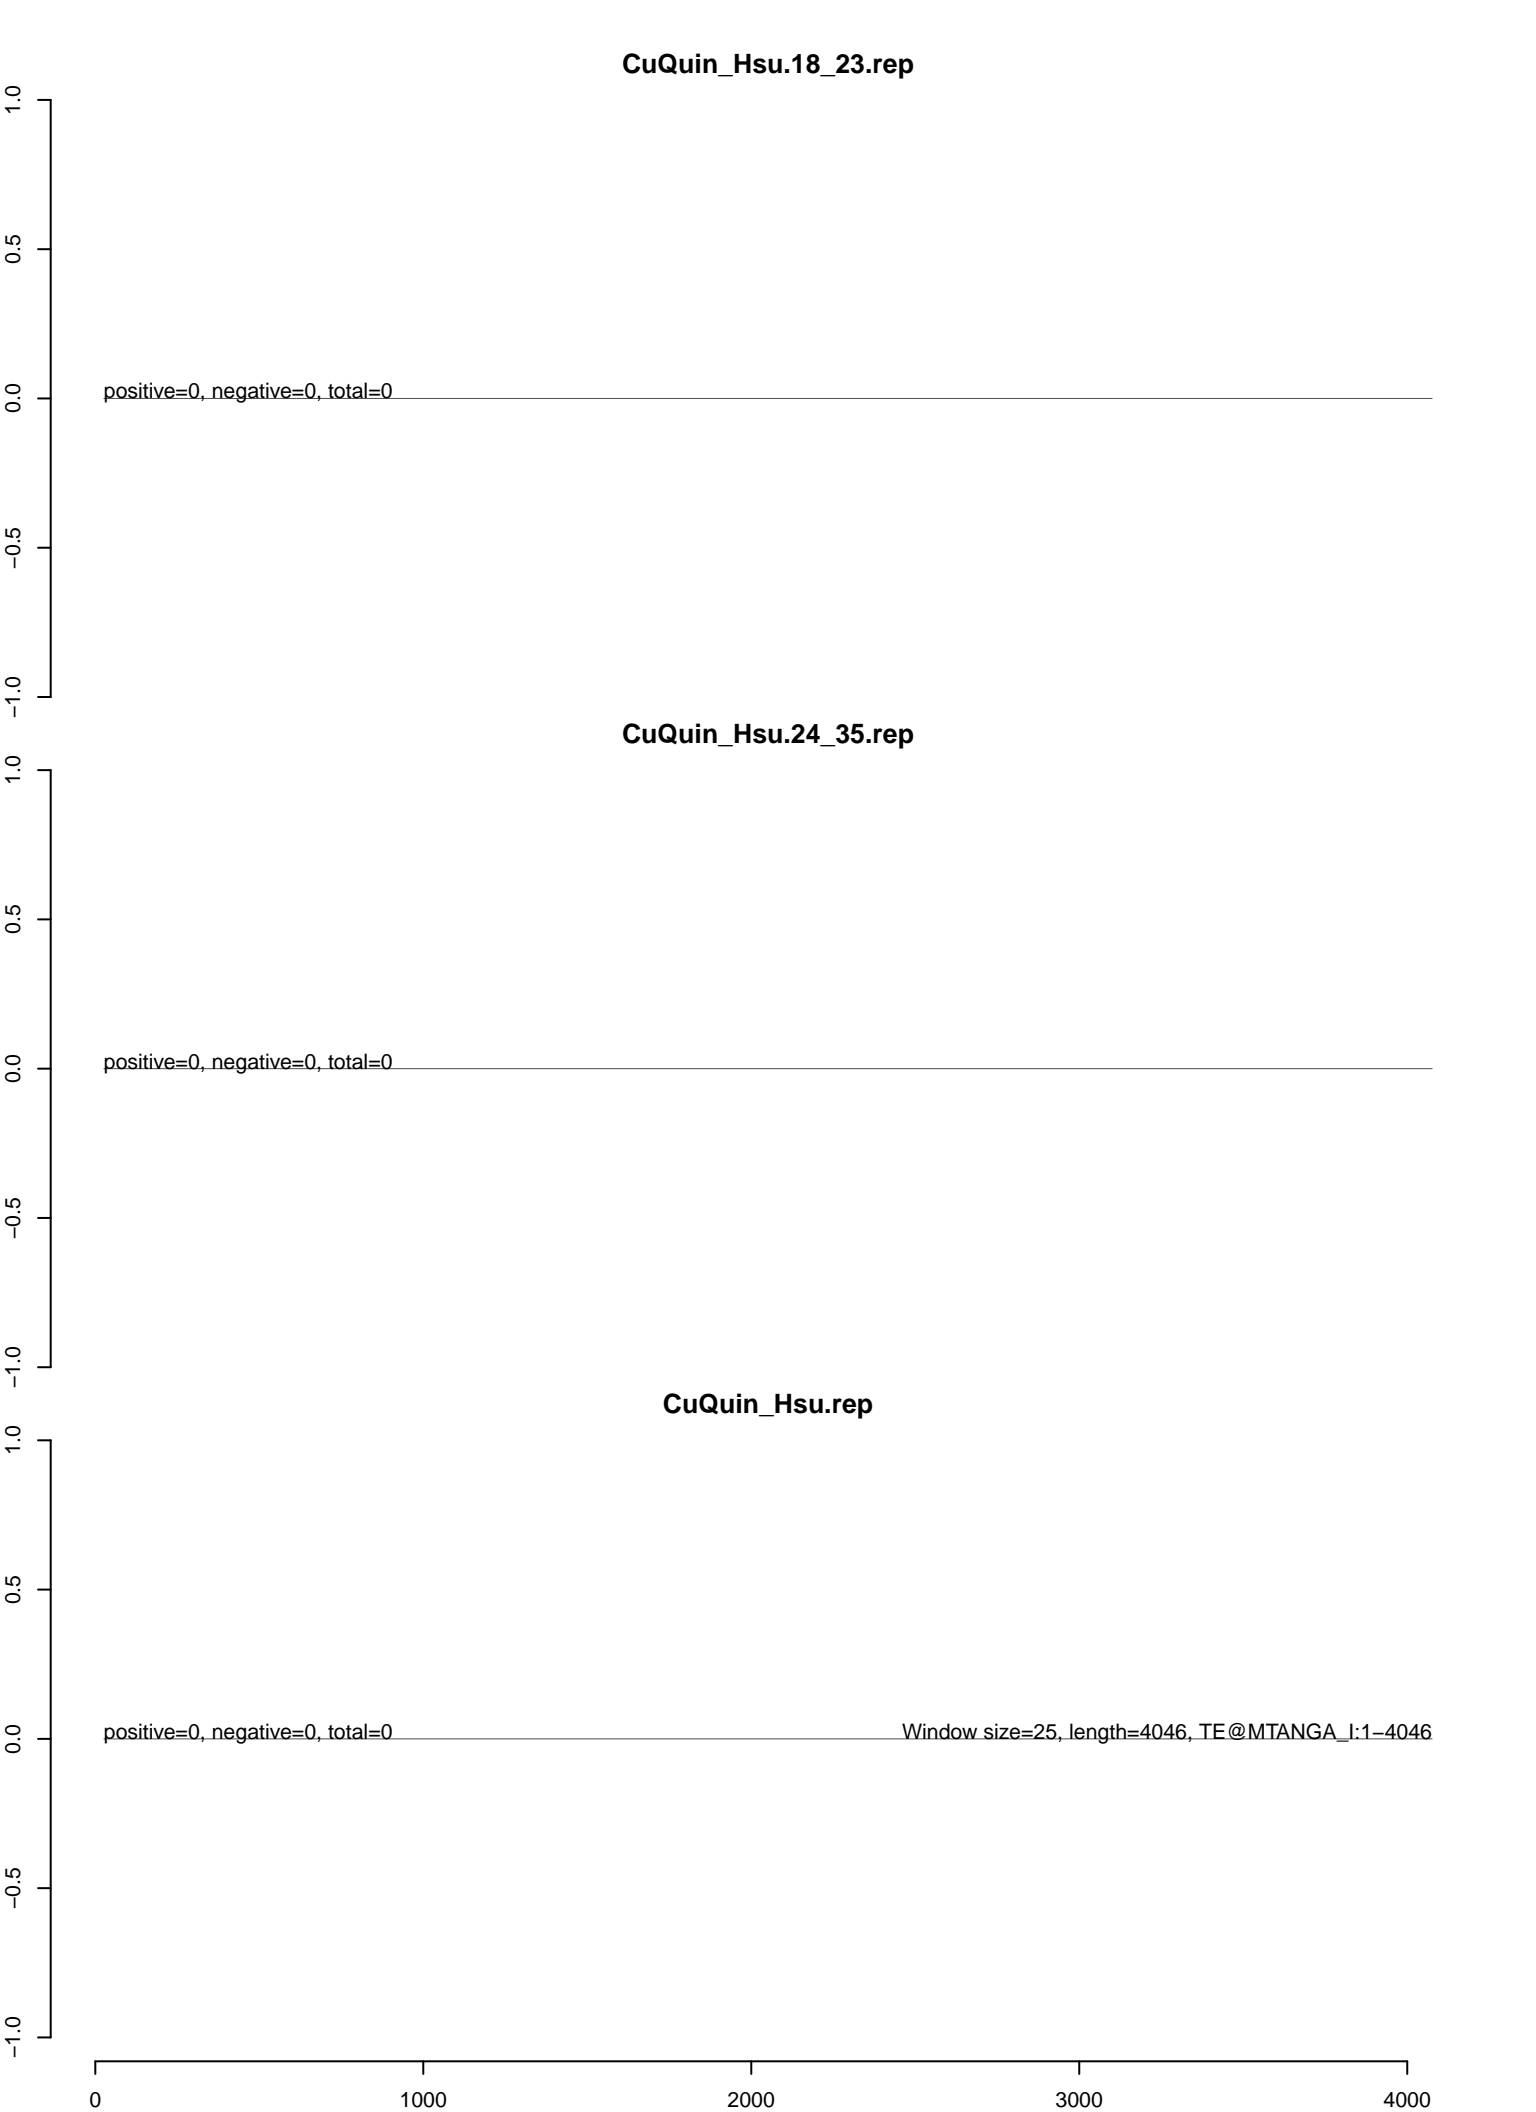 CuQuin_Hsu.18_23.rep
1.0
0.5
0.0
−0.5
−1.0
positive=0, negative=0, total=0
CuQuin_Hsu.24_35.rep
1.0
0.5
0.0
−0.5
−1.0
positive=0, negative=0, total=0
CuQuin_Hsu.rep
1.0
0.5
0.0
−0.5
−1.0
positive=0, negative=0, total=0
Window size=25, length=4046, TE@MTANGA_I:1−4046
0 1000 2000 3000 4000